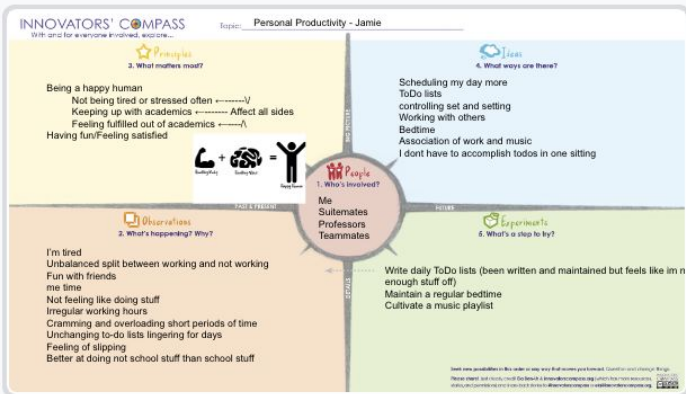 INNOVATORS' COMPASS
With and for everyone involved, explore...
Topic: Personal Productivity - Jamie
Principles
3. What matters most?
Being a happy human
Not being tired or stressed often <-------\/
Keeping up with academics <-------- Affect all sides
Feeling fulfilled out of academics <-----/\
Having fun/Feeling satisfied
+ =
Ideas
4. What ways are there?
Scheduling my day more
ToDo lists
controlling set and setting
Working with others
Bedtime
Association of work and music
I dont have to accomplish todos in one sitting
BIG PICTURE
People
1. Who's involved?
Me
Suitemates
Professors
Teammates
PAST & PRESENT
FUTURE
DETAILS
Observations
2. What's happening? Why?
I'm tired
Unbalanced split between working and not working
Fun with friends
me time
Not feeling like doing stuff
Irregular working hours
Cramming and overloading short periods of time
Unchanging to-do lists lingering for days
Feeling of slipping
Better at doing not school stuff than school stuff
Experiments
5. What's a step to try?
Write daily ToDo lists (been written and maintained but feels like im n
enough stuff off)
Maintain a regular bedtime
Cultivate a music playlist